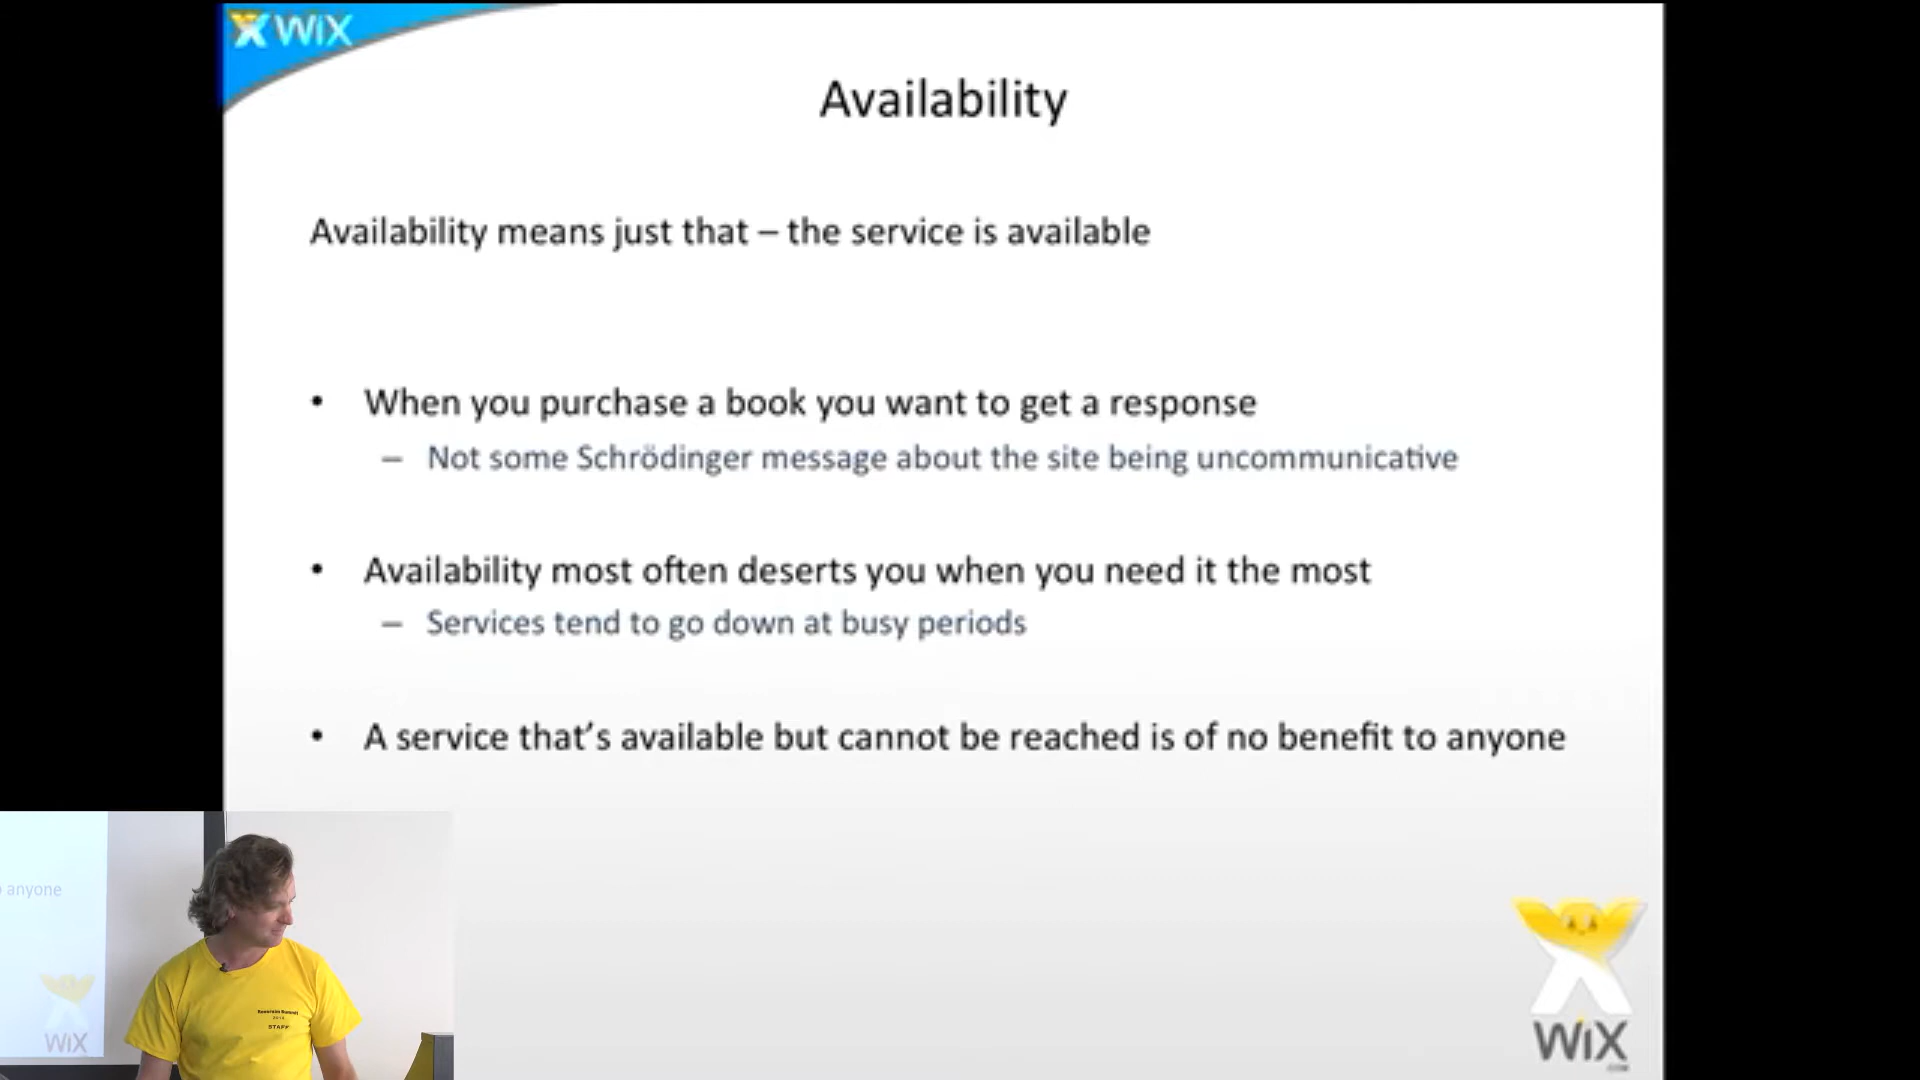 WiX
Availability
Availability means just that – the service is available
• When you purchase a book you want to get a response
– Not some Schrödinger message about the site being uncommunicative
• Availability most often deserts you when you need it the most
– Services tend to go down at busy periods
• A service that's available but cannot be reached is of no benefit to anyone
anyone
STAFF
WiX
WiX